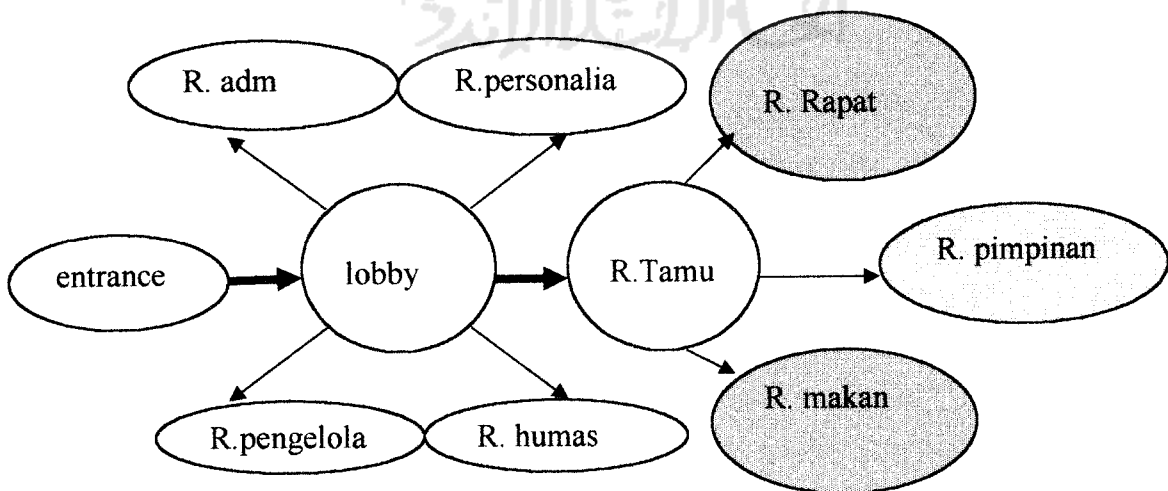 R. adm
R.personalia
R. Rapat
entrance
lobby
R.Tamu
R. pimpinan
R.pengelola
R. humas
R. makan